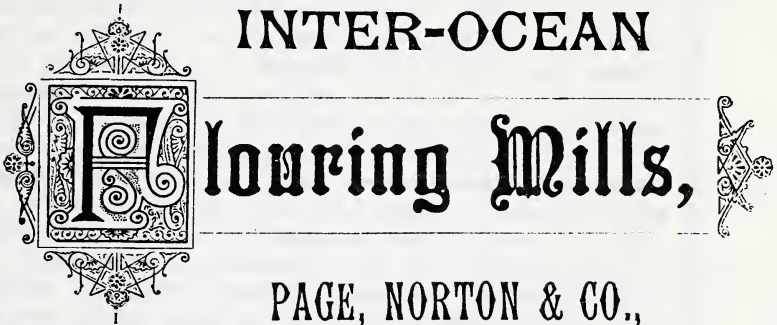 INTER-OCEAN
Flouring Mills,
PAGE, NORTON & CO.,